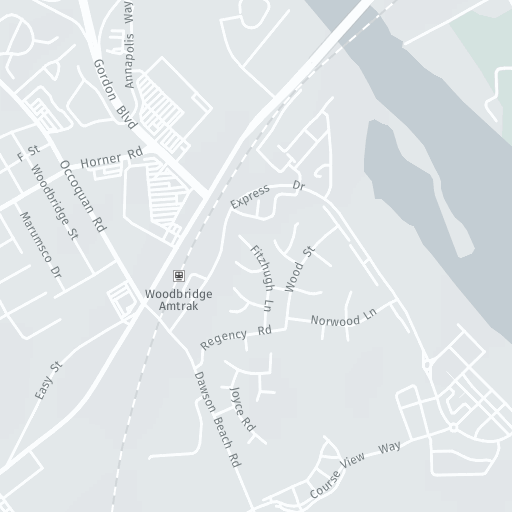 Annapolis Way
Gordon Blvd
F St
Horner Rd
Occoquan Rd
Woodbridge St
Marumsco Dr
Express Dr
Fitzhugh Ln
Wood St
Woodbridge
Amtrak
Norwood Ln
Regency Rd
Easy St
Dawson Beach Rd
Joyce Rd
Course View Way